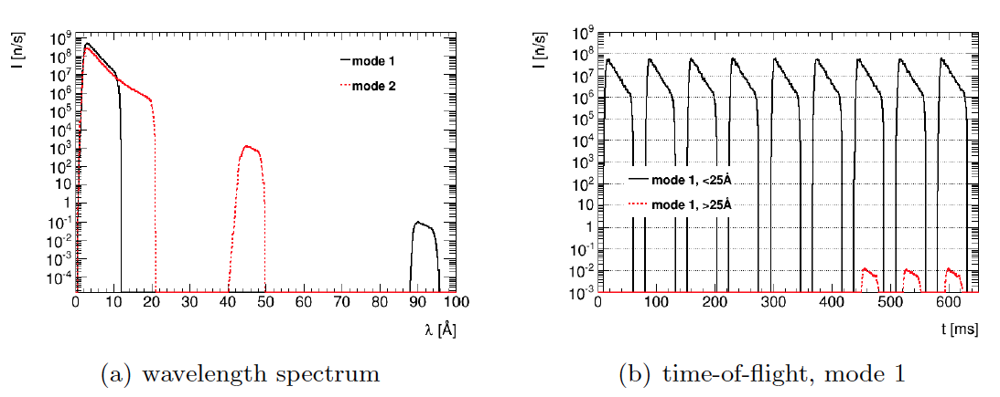 I [n/s]
10^9
10^8
10^7
10^6
10^5
10^4
10^3
10^2
10
1
10^-1
10^-2
10^-3
10^-4
mode 1
mode 2
0 10 20 30 40 50 60 70 80 90 100
λ [Å]
(a) wavelength spectrum
I [n/s]
10^9
10^8
10^7
10^6
10^5
10^4
10^3
10^2
10
1
10^-1
10^-2
10^-3
mode 1, <25Å
mode 1, >25Å
0 100 200 300 400 500 600
t [ms]
(b) time-of-flight, mode 1